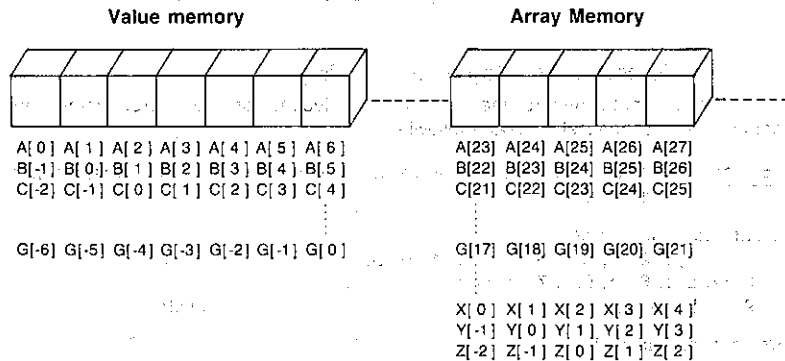 Value memory
Array Memory
A[ 0 ] A[ 1 ] A[ 2 ] A[ 3 ] A[ 4 ] A[ 5 ] A[ 6 ]
B[-1] B[ 0 ] B[ 1 ] B[ 2 ] B[ 3 ] B[ 4 ] B[ 5 ]
C[-2] C[-1] C[ 0 ] C[ 1 ] C[ 2 ] C[ 3 ] C[ 4 ]
G[-6] G[-5] G[-4] G[-3] G[-2] G[-1] G[ 0 ]
A[23] A[24] A[25] A[26] A[27]
B[22] B[23] B[24] B[25] B[26]
C[21] C[22] C[23] C[24] C[25]
G[17] G[18] G[19] G[20] G[21]
X[ 0 ] X[ 1 ] X[ 2 ] X[ 3 ] X[ 4 ]
Y[-1] Y[ 0 ] Y[ 1 ] Y[ 2 ] Y[ 3 ]
Z[-2] Z[-1] Z[ 0 ] Z[ 1 ] Z[ 2 ]